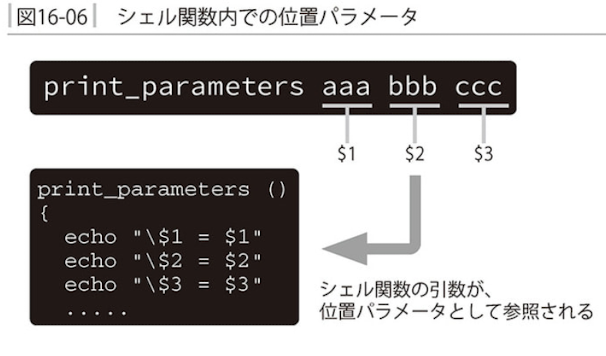 図16-06 シェル関数内での位置パラメータ
print_parameters aaa bbb ccc
$1 $2 $3
print_parameters ()
{
echo "\$1 = $1"
echo "\$2 = $2"
echo "\$3 = $3"
.....
シェル関数の引数が、
位置パラメータとして参照される